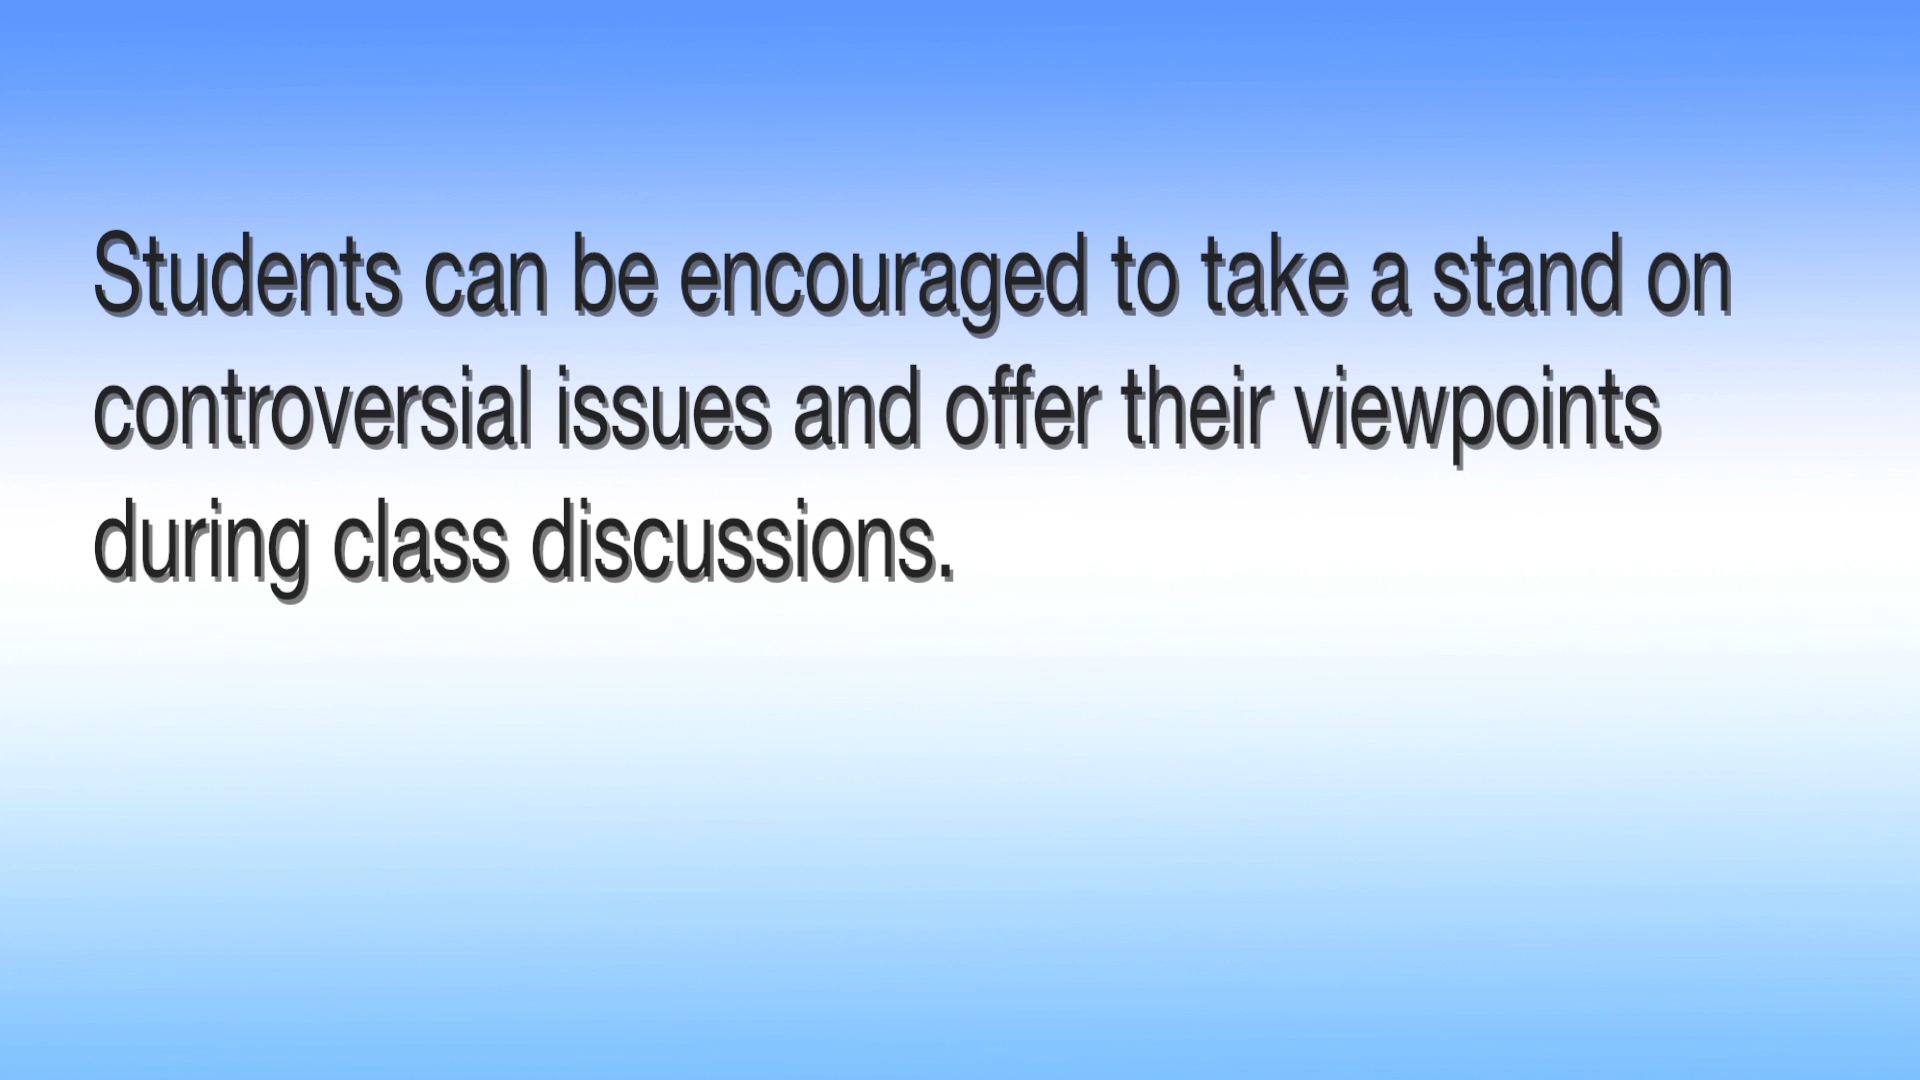 Students can be encouraged to take a stand on
controversial issues and offer their viewpoints
during class discussions.